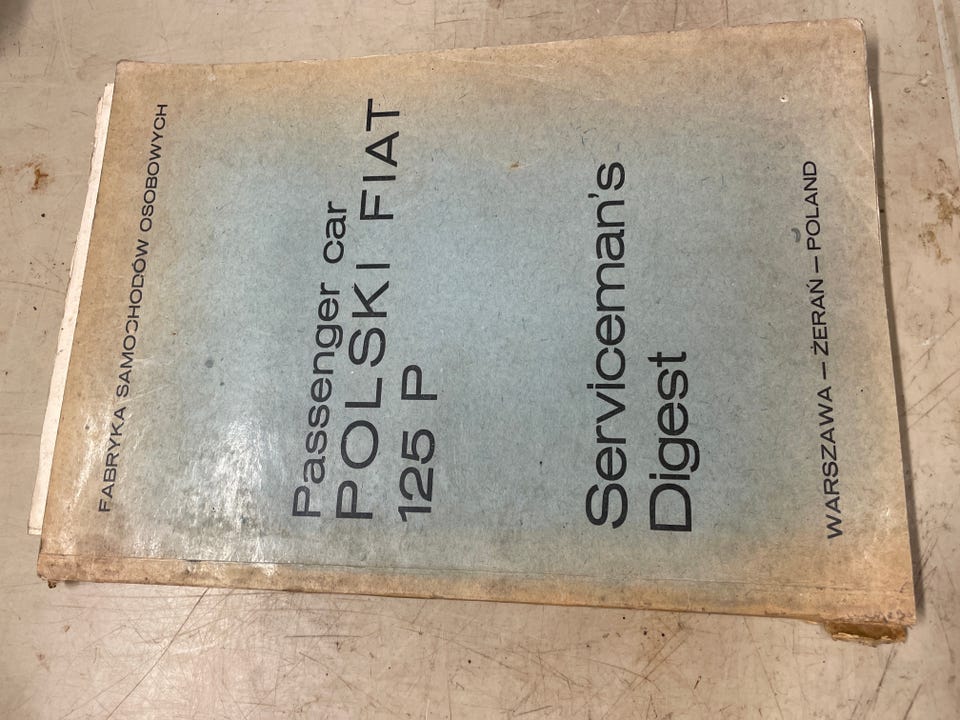 FABRYKA SAMOCHODÓW OSOBOWYCH
Passenger car
POLSKI FIAT
125 P
Serviceman's
Digest
WARSZAWA – ŻERAŃ – POLAND